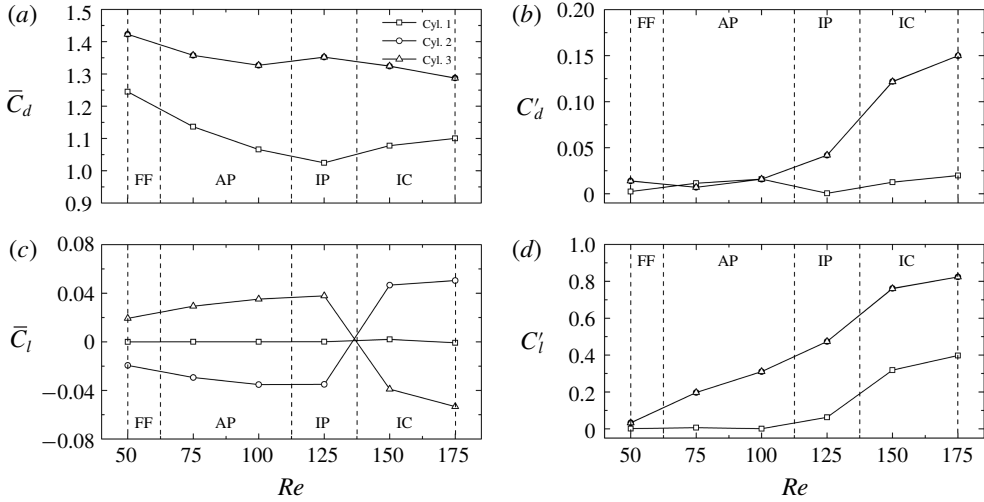 (a)
1.5
1.4
1.3
1.2
1.1
1.0
0.9
C̄d
Cyl. 1
Cyl. 2
Cyl. 3
FF AP IP IC
(b)
0.20
0.15
0.10
0.05
0
C′d
FF AP IP IC
(c)
0.08
0.04
0
−0.04
−0.08
C̄l
FF AP IP IC
50 75 100 125 150 175
Re
(d)
1.0
0.8
0.6
0.4
0.2
0
C′l
FF AP IP IC
50 75 100 125 150 175
Re